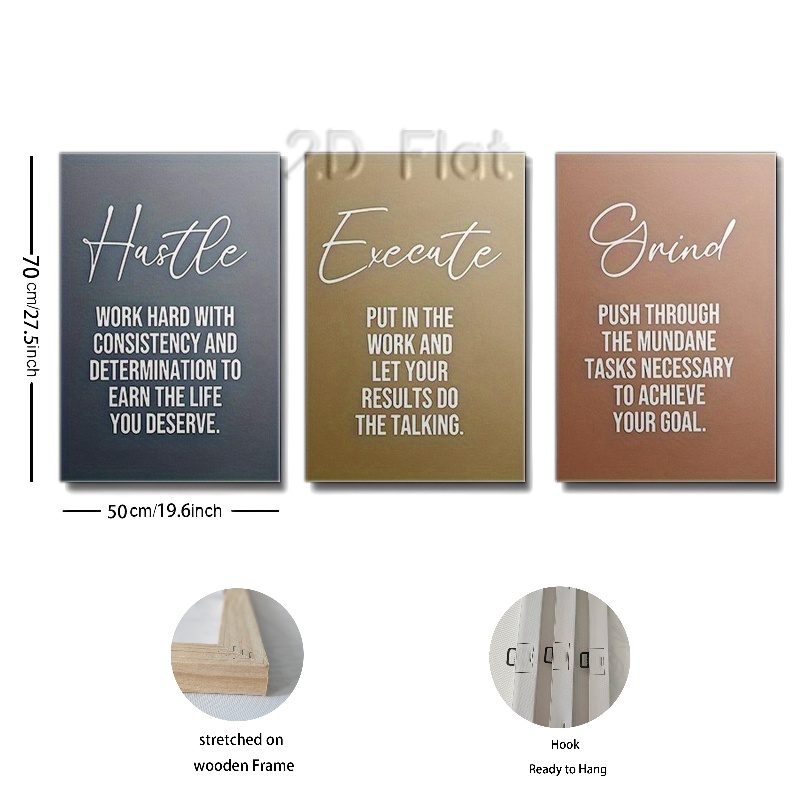 2D Flat
Hustle
WORK HARD WITH
CONSISTENCY AND
DETERMINATION TO
EARN THE LIFE
YOU DESERVE.
Execute
PUT IN THE
WORK AND
LET YOUR
RESULTS DO
THE TALKING.
Grind
PUSH THROUGH
THE MUNDANE
TASKS NECESSARY
TO ACHIEVE
YOUR GOAL.
70 cm/27.5inch
50cm/19.6inch
stretched on
wooden Frame
Hook
Ready to Hang